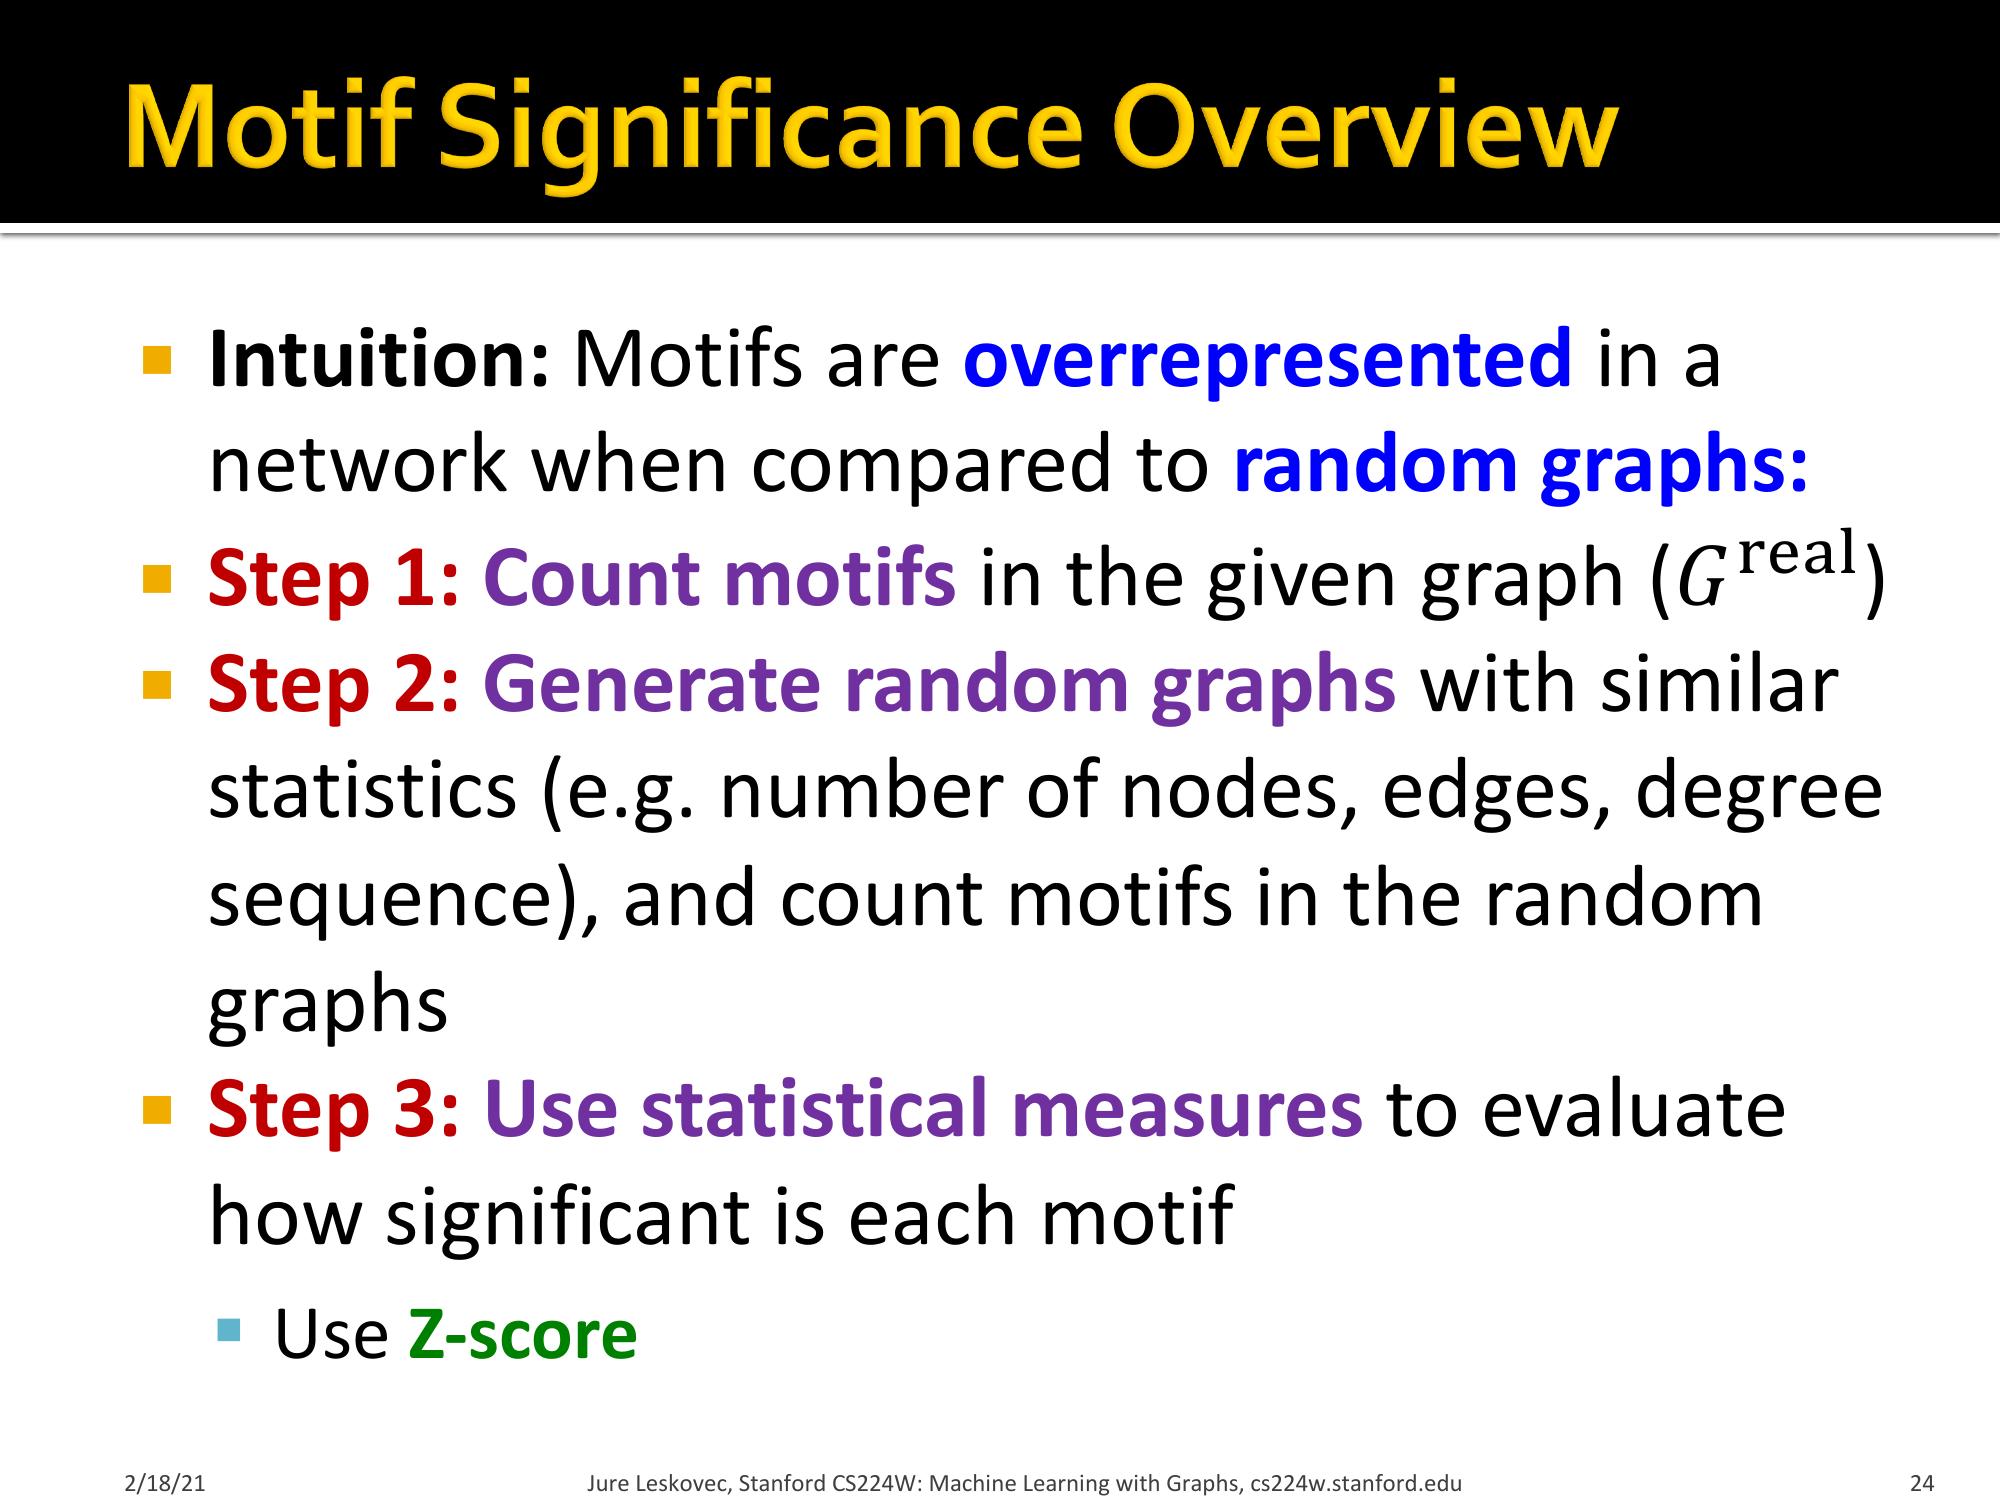 Motif Significance Overview
Intuition: Motifs are overrepresented in a
network when compared to random graphs:
Step 1: Count motifs in the given graph (G^real)
Step 2: Generate random graphs with similar
statistics (e.g. number of nodes, edges, degree
sequence), and count motifs in the random
graphs
Step 3: Use statistical measures to evaluate
how significant is each motif
Use Z-score
2/18/21 Jure Leskovec, Stanford CS224W: Machine Learning with Graphs, cs224w.stanford.edu 24